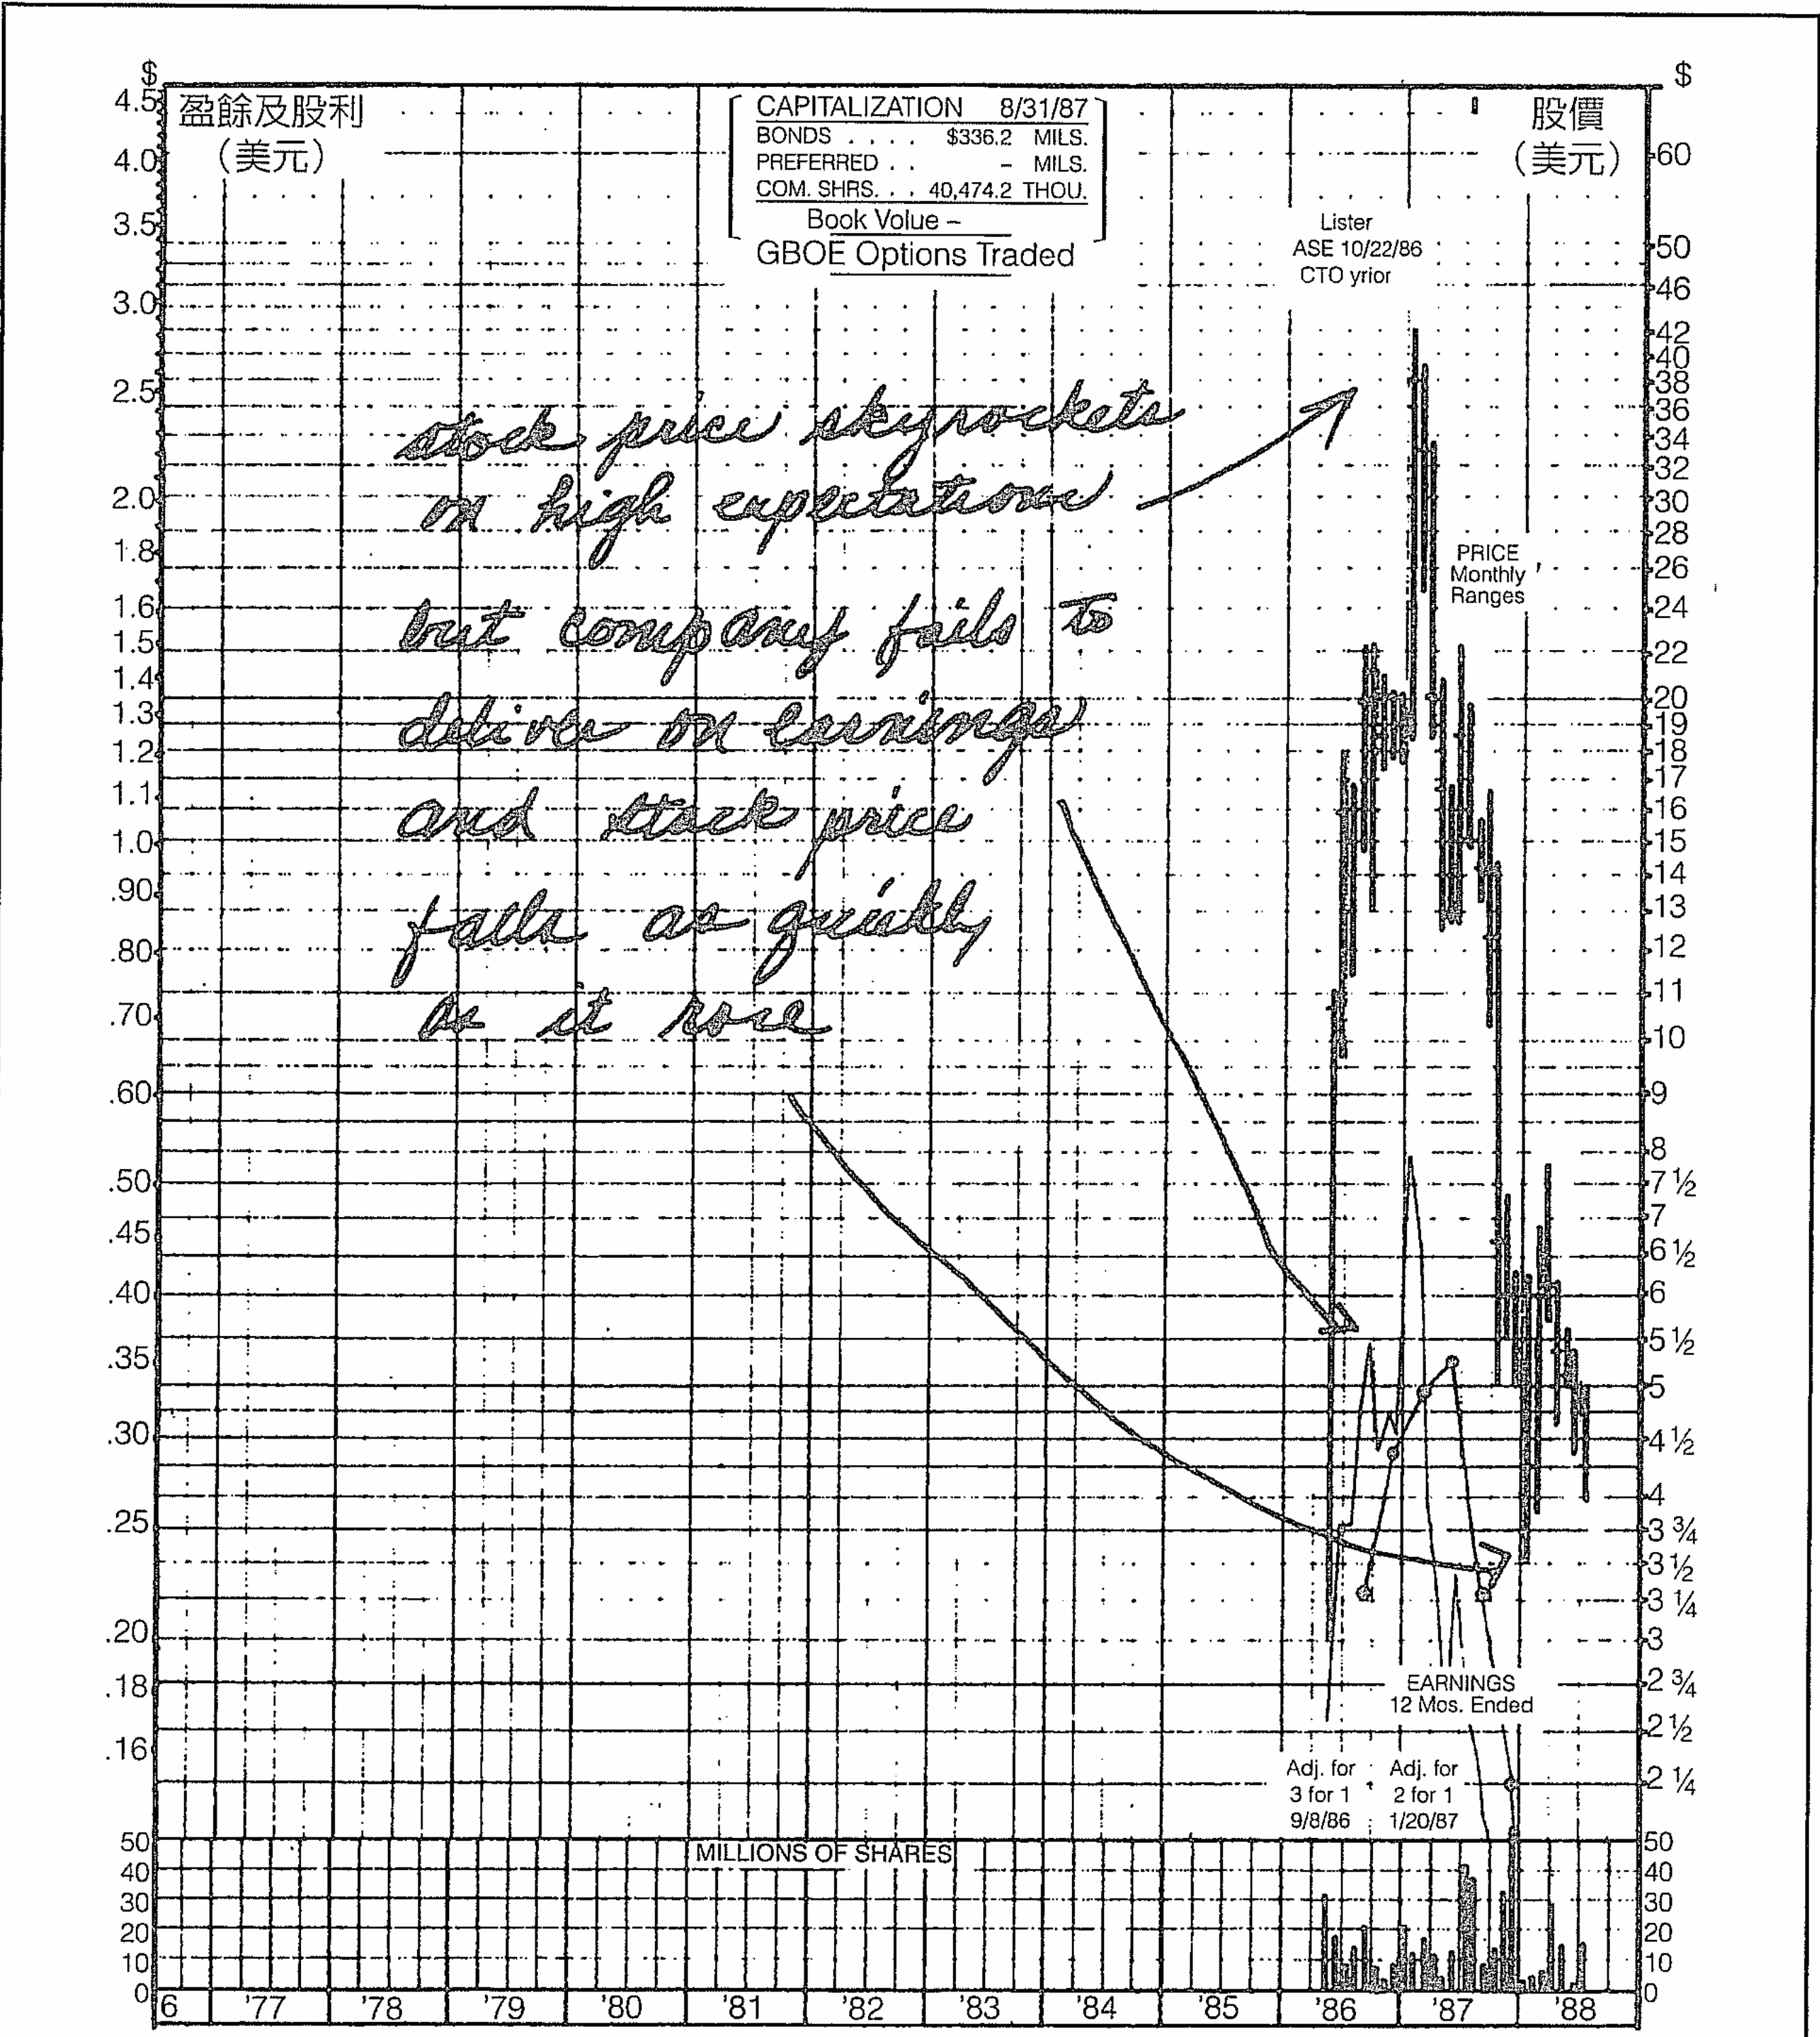 $
$
盈餘及股利
（美元）
CAPITALIZATION 8/31/87
BONDS . . . . $336.2 MILS.
PREFERRED . . – MILS.
COM. SHRS. . . 40,474.2 THOU.
Book Volue –
GBOE Options Traded
股價
（美元）
Lister
ASE 10/22/86
CTO yrior
stock price skyrockets
on high expectations
but company fails to
deliver on earnings
and stock price
falls as quickly
as it rose
PRICE
Monthly
Ranges
EARNINGS
12 Mos. Ended
Adj. for
3 for 1
9/8/86
Adj. for
2 for 1
1/20/87
MILLIONS OF SHARES
4.5
4.0
3.5
3.0
2.5
2.0
1.8
1.6
1.5
1.4
1.3
1.2
1.1
1.0
.90
.80
.70
.60
.50
.45
.40
.35
.30
.25
.20
.18
.16
50
40
30
20
10
0
60
50
46
42
40
38
36
34
32
30
28
26
24
22
20
19
18
17
16
15
14
13
12
11
10
9
8
7 ½
7
6 ½
6
5 ½
5
4 ½
4
3 ¾
3 ½
3 ¼
3
2 ¾
2 ½
2 ¼
50
40
30
20
10
0
6 '77 '78 '79 '80 '81 '82 '83 '84 '85 '86 '87 '88